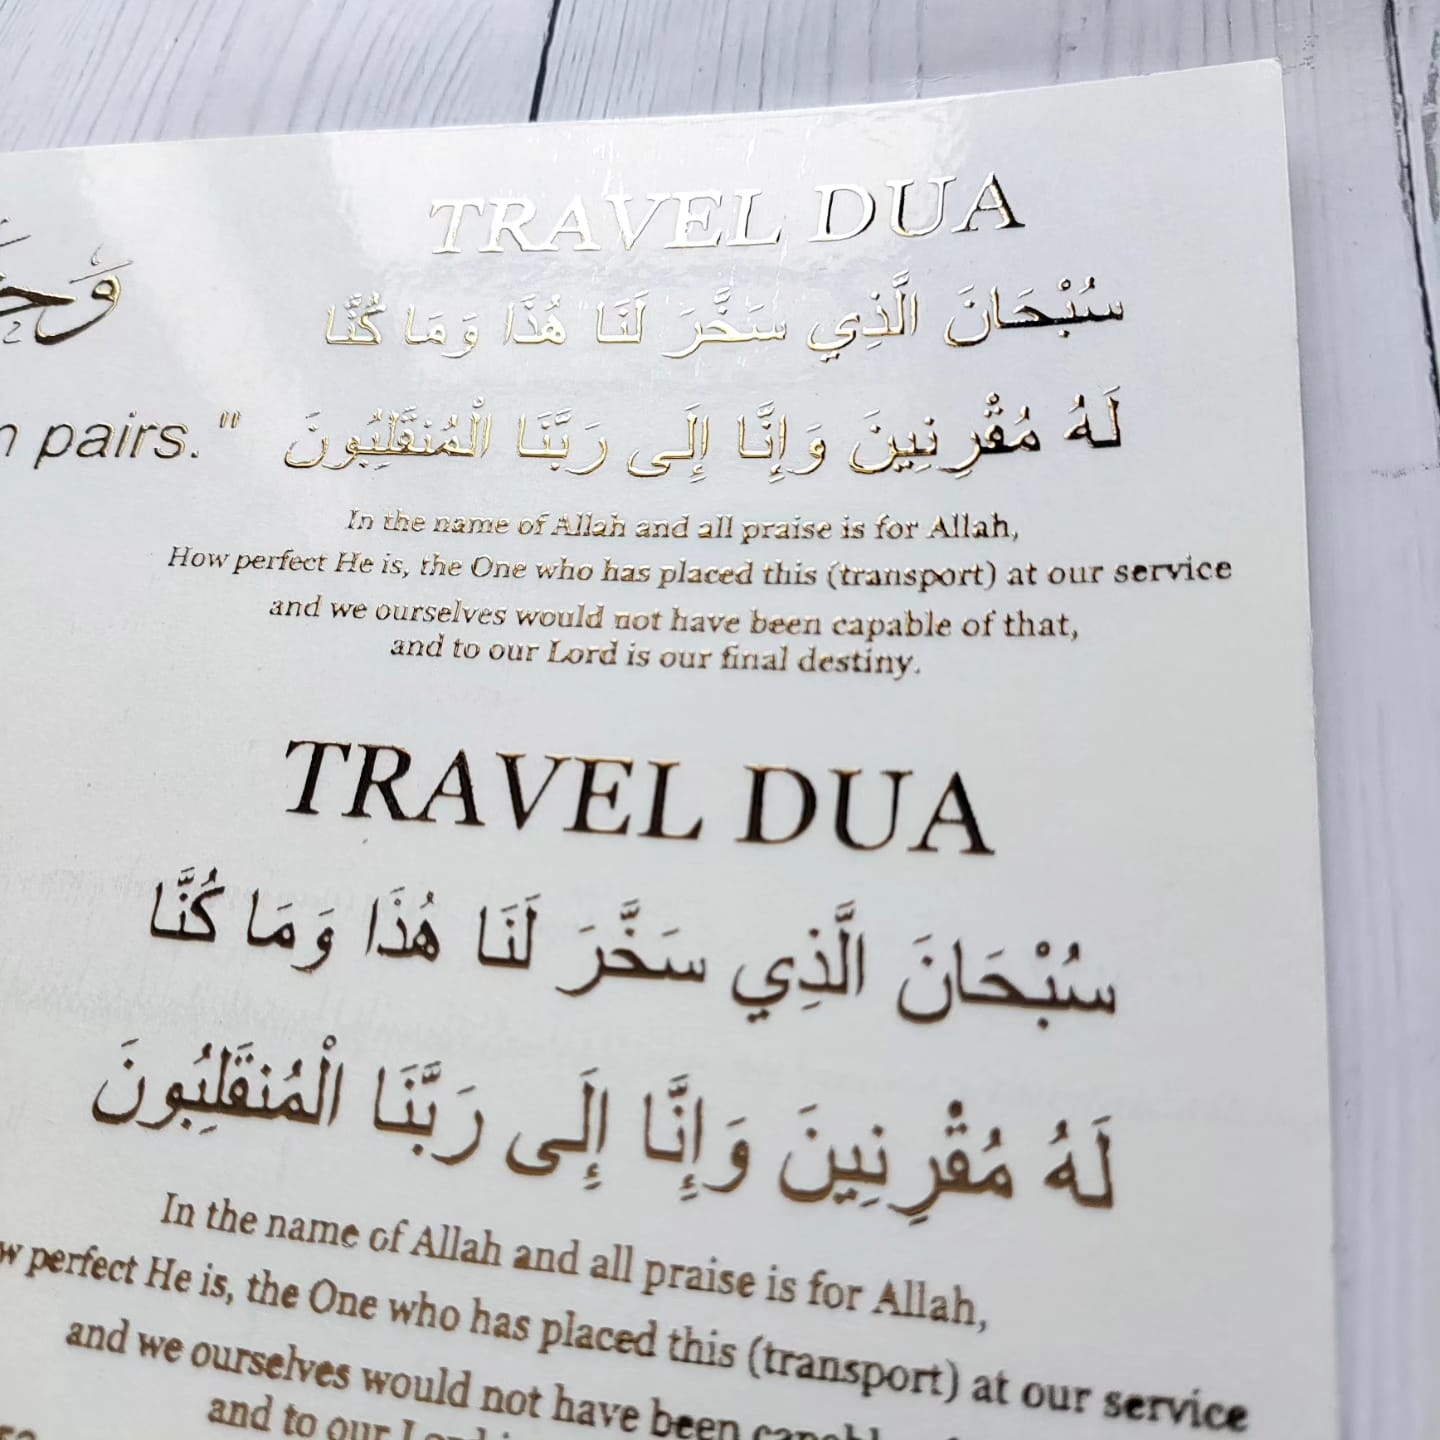 TRAVEL DUA
سُبْحَانَ الَّذِي سَخَّرَ لَنَا هُذَا وَمَا كُنَّا
لَهُ مُقْرِنِينَ وَإِنَّا إِلَى رَبَّنَا الْمُنقَلِبُونَ
pairs."
In the name of Allah and all praise is for Allah,
How perfect He is, the One who has placed this (transport) at our service
and we ourselves would not have been capable of that,
and to our Lord is our final destiny.
TRAVEL DUA
سُبْحَانَ الَّذِي سَخَّرَ لَنَا هُذَا وَمَا كُنَّا
لَهُ مُقْرِنِينَ وَإِنَّا إِلَى رَبَّنَا الْمُنقَلِبُونَ
In the name of Allah and all praise is for Allah,
perfect He is, the One who has placed this (transport) at our service
and we ourselves would not have been
and to our